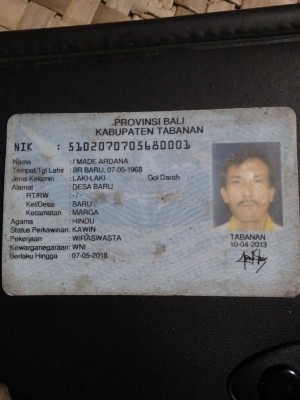 PROVINSI BALI
KABUPATEN TABANAN
NIK : 5102070705680001
Nama : I MADE ARDANA
Tempat/Tgl Lahir : BR BARU, 07-05-1968
Jenis Kelamin : LAKI-LAKI Gol Darah : -
Alamat : DESA BARU
RT/RW : -/-
Kel/Desa : BARU
Kecamatan : MARGA
Agama : HINDU
Status Perkawinan : KAWIN
Pekerjaan : WIRASWASTA
Kewarganegaraan : WNI
Berlaku Hingga : 07-05-2018
TABANAN
10-04-2013